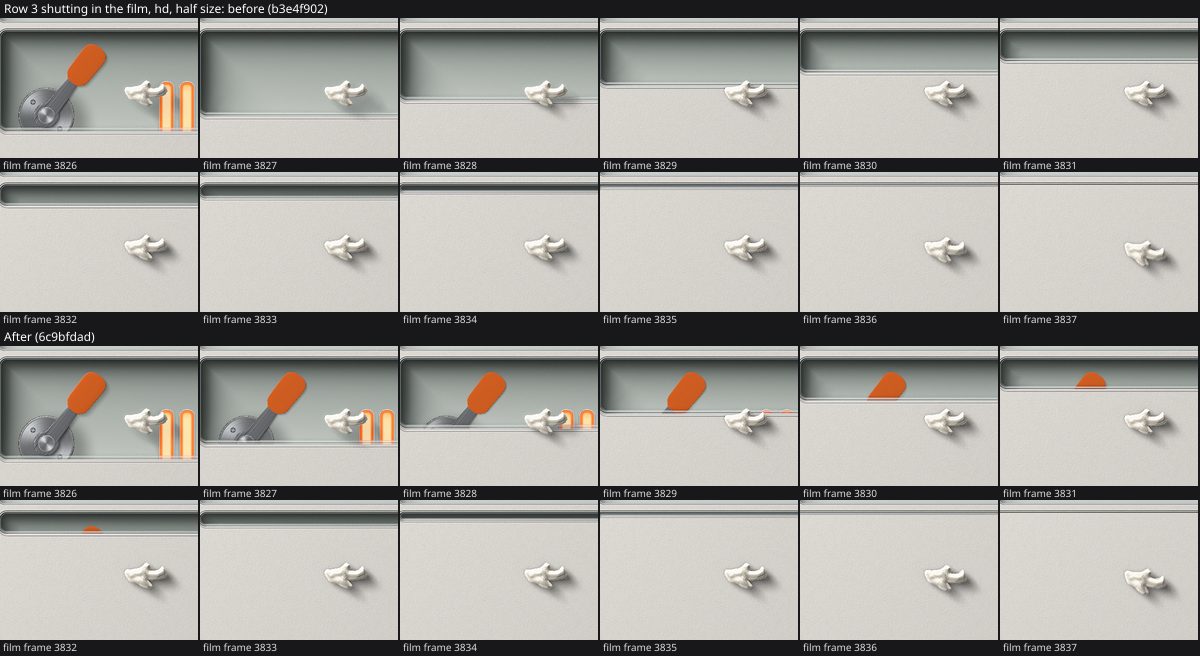 Row 3 shutting in the film, hd, half size: before (b3e4f902)
film frame 3826
film frame 3827
film frame 3828
film frame 3829
film frame 3830
film frame 3831
film frame 3832
film frame 3833
film frame 3834
film frame 3835
film frame 3836
film frame 3837
After (6c9bfdad)
film frame 3826
film frame 3827
film frame 3828
film frame 3829
film frame 3830
film frame 3831
film frame 3832
film frame 3833
film frame 3834
film frame 3835
film frame 3836
film frame 3837